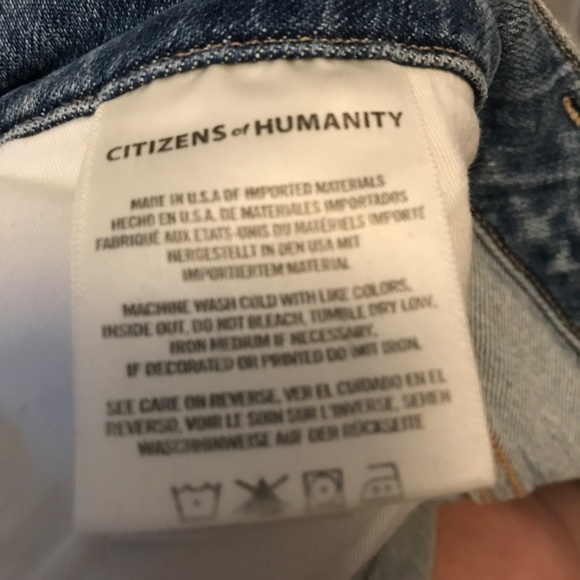 CITIZENS of HUMANITY
MADE IN U.S.A OF IMPORTED MATERIALS
HECHO EN U.S.A. DE MATERIALES IMPORTADOS
FABRIQUÉ AUX ETATS-UNIS DU MATÉRIELS IMPORTÉ
HERGESTELLT IN DEN USA MIT
IMPORTIERTEM MATERIAL
MACHINE WASH COLD WITH LIKE COLORS,
INSIDE OUT, DO NOT BLEACH, TUMBLE DRY LOW,
IRON MEDIUM IF NECESSARY.
IF DECORATED OR PRINTED DO NOT IRON.
SEE CARE ON REVERSE, VER EL CUIDADO EN EL
REVERSO, VOIR LE SOIN SUR L'INVERSE, SEHEN
WASCHHINWEISE AUF DER RÜCKSEITE